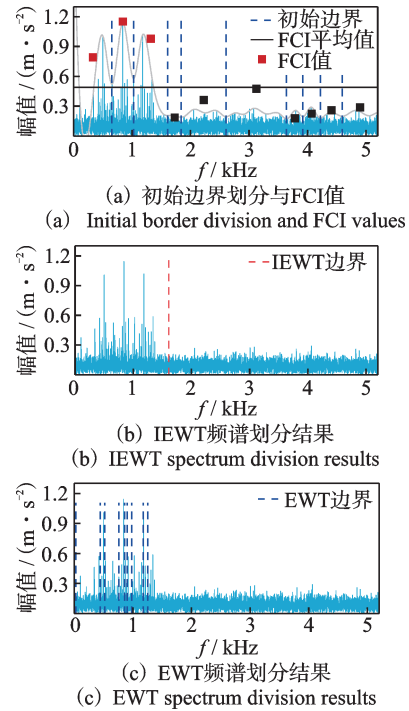 1.2
0.9
0.6
0.3
幅值 / (m·s⁻²)
初始边界
FCI平均值
FCI值
0 1 2 3 4 5
f / kHz
(a) 初始边界划分与FCI值
(a) Initial border division and FCI values
1.2
0.9
0.6
0.3
幅值 / (m·s⁻²)
IEWT边界
0 1 2 3 4 5
f / kHz
(b) IEWT频谱划分结果
(b) IEWT spectrum division results
1.2
0.9
0.6
0.3
幅值 / (m·s⁻²)
EWT边界
0 1 2 3 4 5
f / kHz
(c) EWT频谱划分结果
(c) EWT spectrum division results